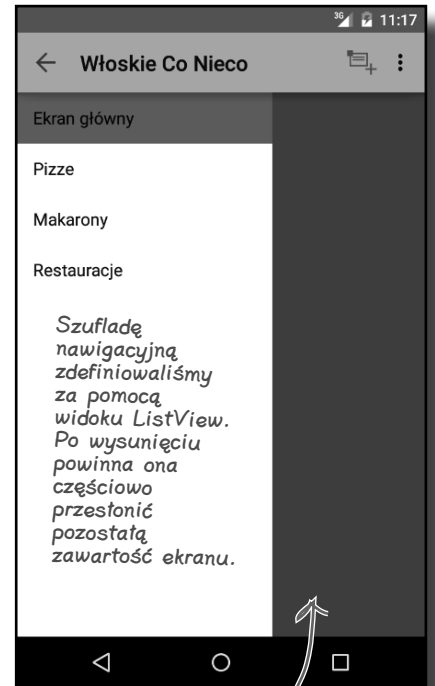 3G 11:17
Włoskie Co Nieco
Ekran główny
Pizze
Makarony
Restauracje
Szufladę
nawigacyjną
zdefiniowaliśmy
za pomocą
widoku ListView.
Po wysunięciu
powinna ona
częściowo
przesłonić
pozostałą
zawartość ekranu.